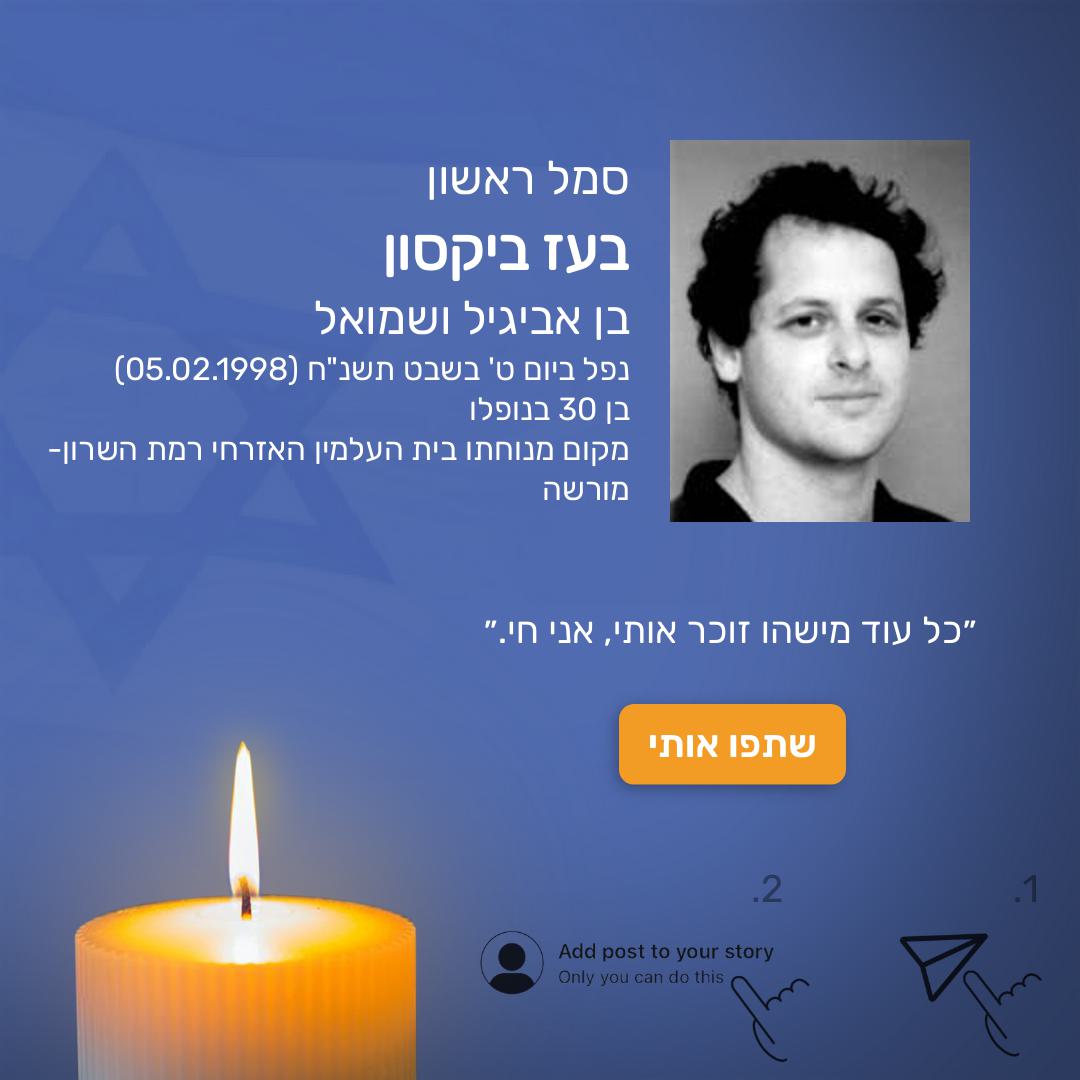 סמל ראשון
בעז ביקסון
בן אביגיל ושמואל
נפל ביום ט' בשבט תשנ"ח (05.02.1998)
בן 30 בנופלו
מקום מנוחתו בית העלמין האזרחי רמת השרון-
מורשה
״כל עוד מישהו זוכר אותי, אני חי.״
שתפו אותי
1.
2.
Add post to your story
Only you can do this